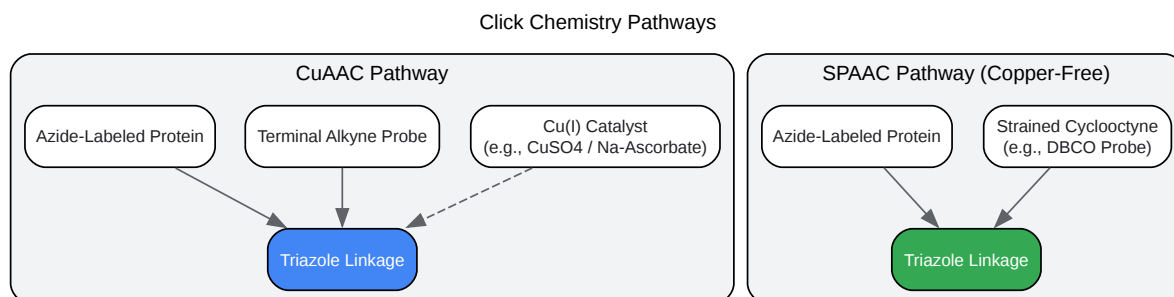 Click Chemistry Pathways
CuAAC Pathway
Azide-Labeled Protein
Terminal Alkyne Probe
Cu(I) Catalyst
(e.g., CuSO4 / Na-Ascorbate)
Triazole Linkage
SPAAC Pathway (Copper-Free)
Azide-Labeled Protein
Strained Cyclooctyne
(e.g., DBCO Probe)
Triazole Linkage